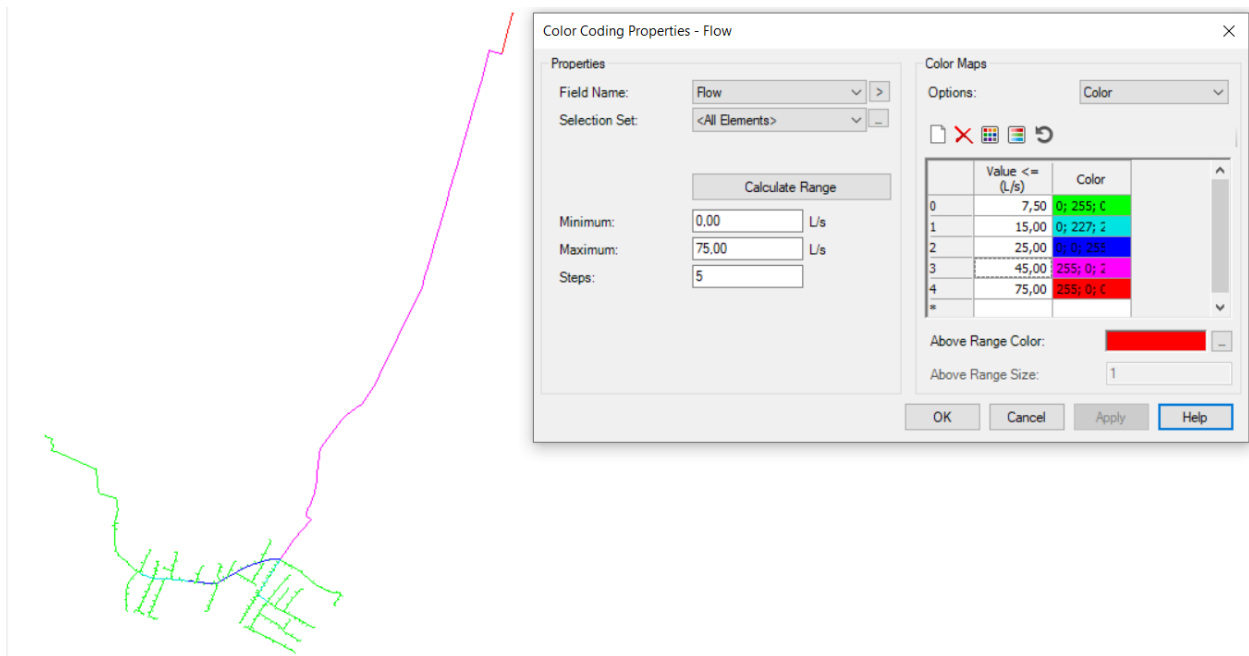 Color Coding Properties - Flow
Properties
Field Name: Flow >
Selection Set: <All Elements> ...
Calculate Range
Minimum: 0,00 L/s
Maximum: 75,00 L/s
Steps: 5
Color Maps
Options: Color
Value <= (L/s) Color
0 7,50 0; 255; 0
1 15,00 0; 227; 2
2 25,00 0; 0; 255
3 45,00 255; 0; 2
4 75,00 255; 0; 0
*
Above Range Color: ...
Above Range Size: 1
OK Cancel Apply Help